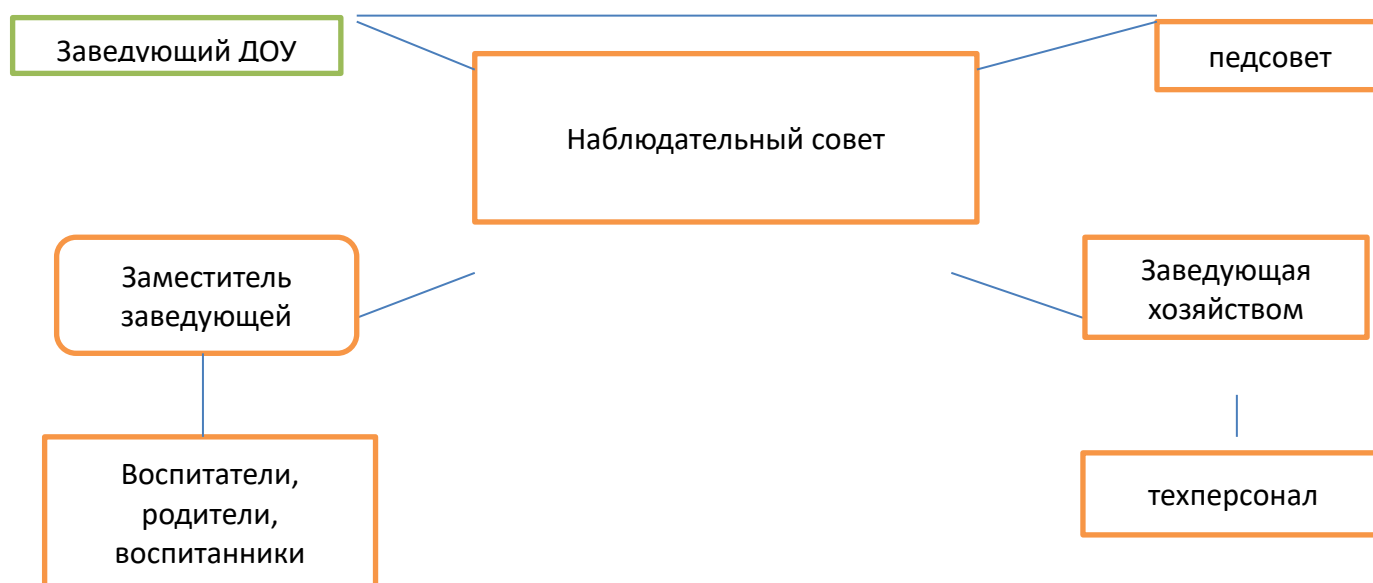 Заведующий ДОУ
педсовет
Наблюдательный совет
Заместитель
заведующей
Заведующая
хозяйством
Воспитатели,
родители,
воспитанники
техперсонал